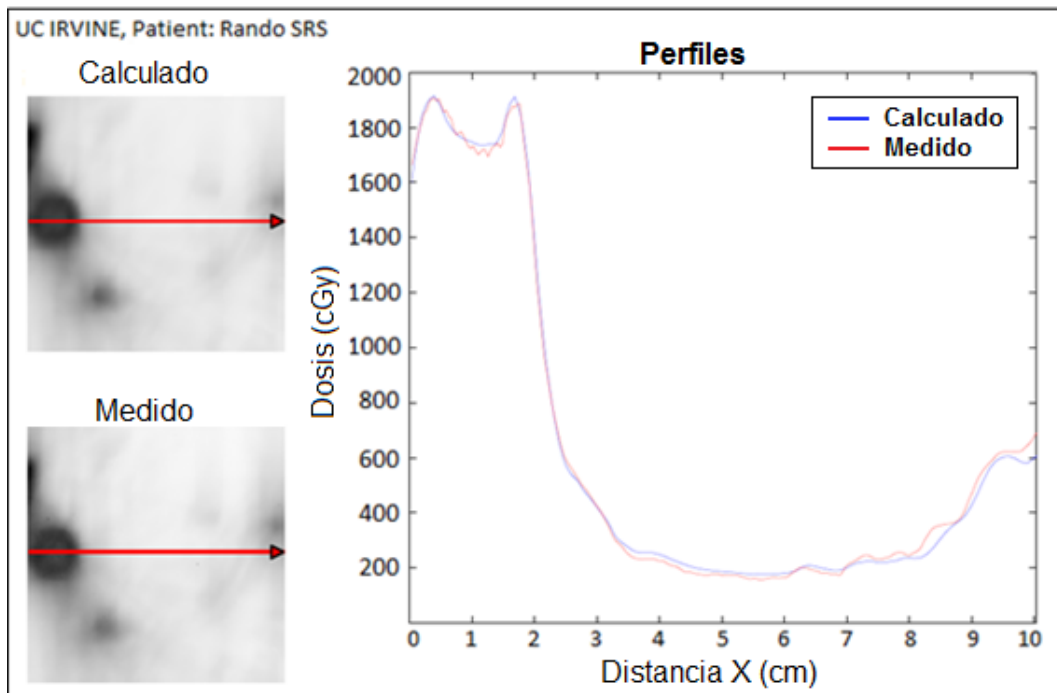 UC IRVINE, Patient: Rando SRS
Calculado
Medido
Perfiles
Calculado
Medido
Dosis (cGy)
2000
1800
1600
1400
1200
1000
800
600
400
200
0 1 2 3 4 5 6 7 8 9 10
Distancia X (cm)